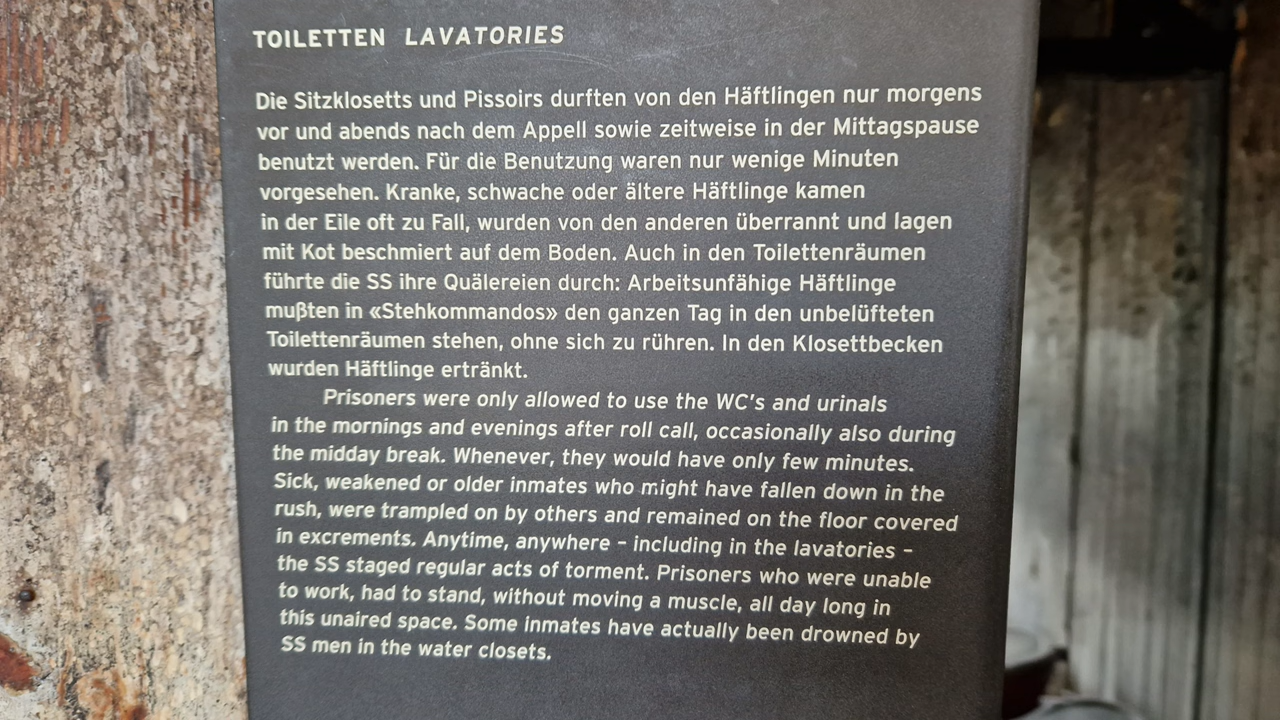 TOILETTEN LAVATORIES
Die Sitzklosetts und Pissoirs durften von den Häftlingen nur morgens
vor und abends nach dem Appell sowie zeitweise in der Mittagspause
benutzt werden. Für die Benutzung waren nur wenige Minuten
vorgesehen. Kranke, schwache oder ältere Häftlinge kamen
in der Eile oft zu Fall, wurden von den anderen überrannt und lagen
mit Kot beschmiert auf dem Boden. Auch in den Toilettenräumen
führte die SS ihre Quälereien durch: Arbeitsunfähige Häftlinge
mußten in «Stehkommandos» den ganzen Tag in den unbelüfteten
Toilettenräumen stehen, ohne sich zu rühren. In den Klosettbecken
wurden Häftlinge ertränkt.
Prisoners were only allowed to use the WC's and urinals
in the mornings and evenings after roll call, occasionally also during
the midday break. Whenever, they would have only few minutes.
Sick, weakened or older inmates who might have fallen down in the
rush, were trampled on by others and remained on the floor covered
in excrements. Anytime, anywhere – including in the lavatories –
the SS staged regular acts of torment. Prisoners who were unable
to work, had to stand, without moving a muscle, all day long in
this unaired space. Some inmates have actually been drowned by
SS men in the water closets.